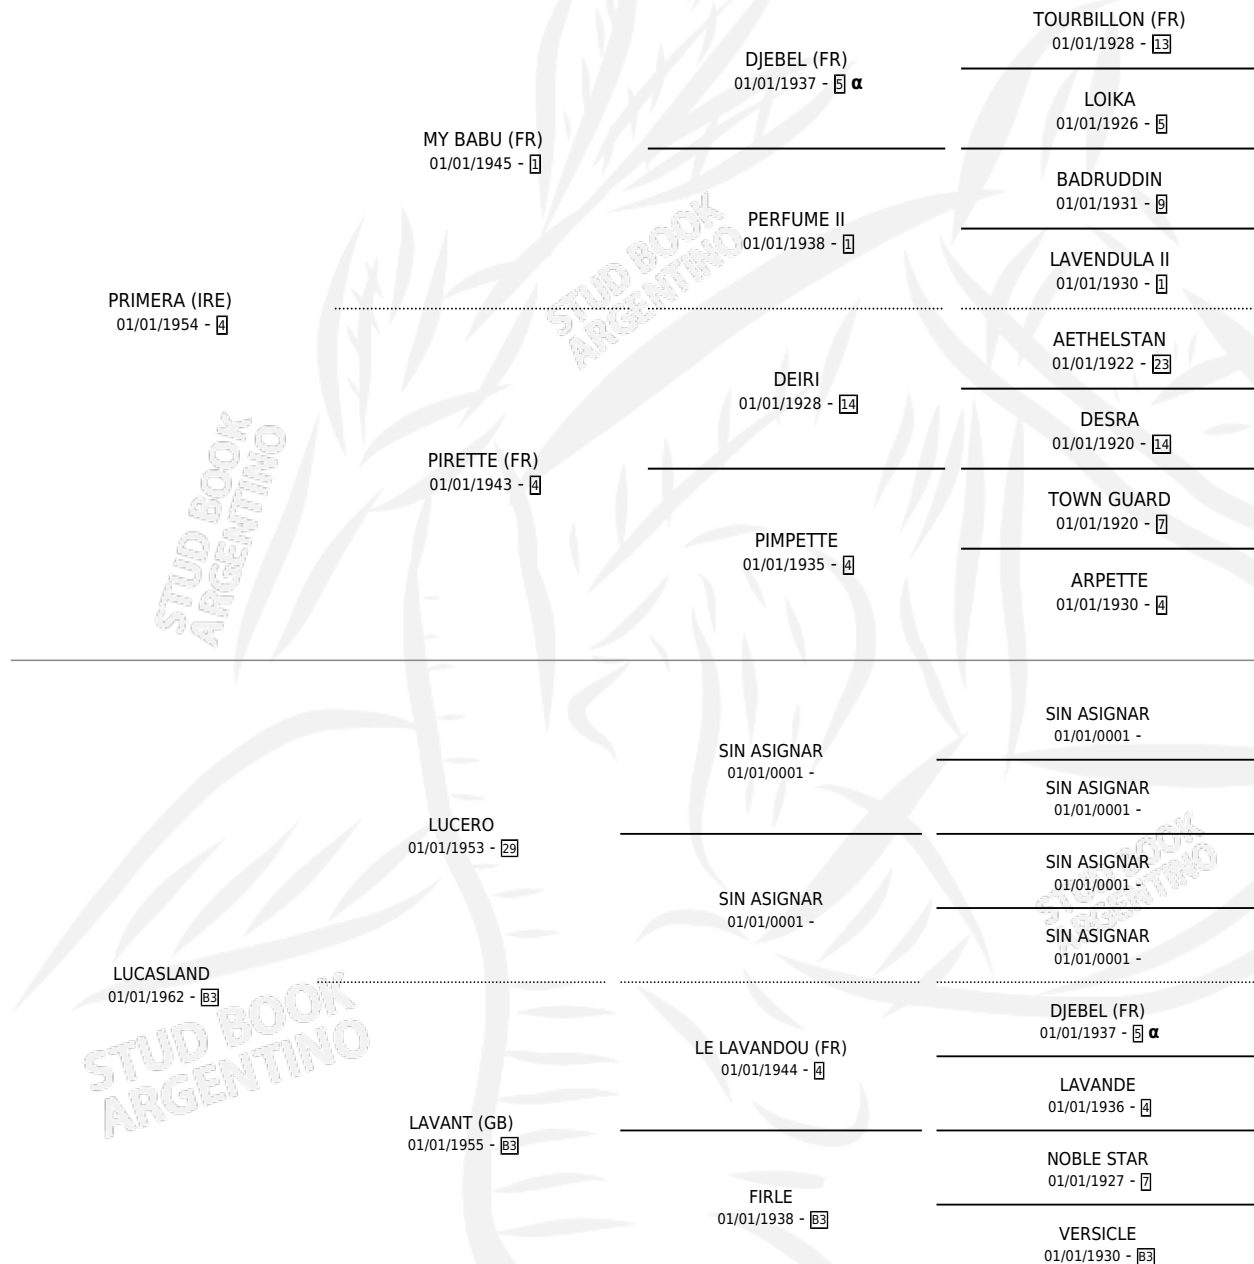 TOURBILLON (FR)
01/01/1928 - 13
DJEBEL (FR)
01/01/1937 - 5 α
LOIKA
01/01/1926 - 5
MY BABU (FR)
01/01/1945 - 1
BADRUDDIN
01/01/1931 - 9
PERFUME II
01/01/1938 - 1
LAVENDULA II
01/01/1930 - 1
PRIMERA (IRE)
01/01/1954 - 4
AETHELSTAN
01/01/1922 - 23
DEIRI
01/01/1928 - 14
DESRA
01/01/1920 - 14
PIRETTE (FR)
01/01/1943 - 4
TOWN GUARD
01/01/1920 - 7
PIMPETTE
01/01/1935 - 4
ARPETTE
01/01/1930 - 4
SIN ASIGNAR
01/01/0001 -
SIN ASIGNAR
01/01/0001 -
SIN ASIGNAR
01/01/0001 -
LUCERO
01/01/1953 - 29
SIN ASIGNAR
01/01/0001 -
SIN ASIGNAR
01/01/0001 -
SIN ASIGNAR
01/01/0001 -
LUCASLAND
01/01/1962 - B3
DJEBEL (FR)
01/01/1937 - 5 α
LE LAVANDOU (FR)
01/01/1944 - 4
LAVANDE
01/01/1936 - 4
LAVANT (GB)
01/01/1955 - B3
NOBLE STAR
01/01/1927 - 7
FIRLE
01/01/1938 - B3
VERSICLE
01/01/1930 - B3
STUD BOOK
ARGENTINO
STUD BOOK
ARGENTINO
STUD BOOK
ARGENTINO
STUD BOOK
ARGENTINO